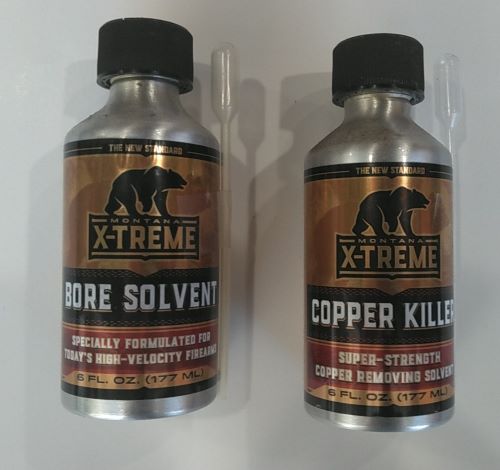 THE NEW STANDARD
MONTANA
X-TREME
BORE SOLVENT
SPECIALLY FORMULATED FOR
TODAY'S HIGH-VELOCITY FIREARMS
6 FL. OZ. (177 ML)
THE NEW STANDARD
MONTANA
X-TREME
COPPER KILLE
SUPER-STRENGTH
COPPER REMOVING SOLVENT
6 FL. OZ. (177 ML)